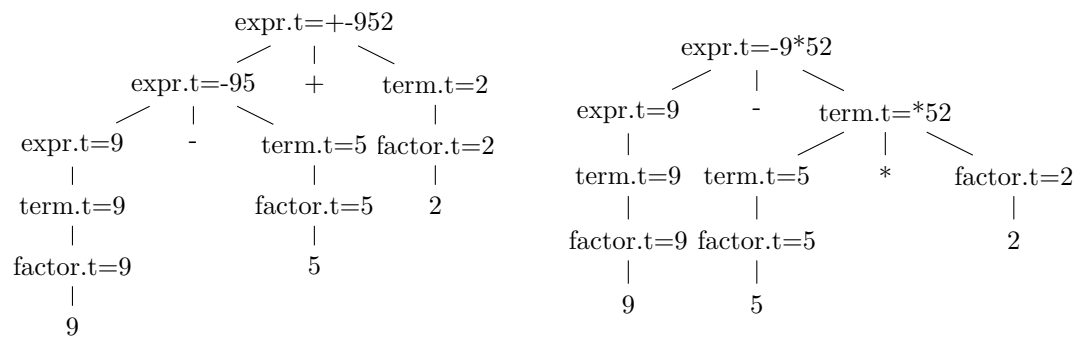 expr.t=+-952
expr.t=-95 + term.t=2
expr.t=9 - term.t=5 factor.t=2
term.t=9 factor.t=5 2
factor.t=9 5
9
expr.t=-9*52
expr.t=9 - term.t=*52
term.t=9 term.t=5 * factor.t=2
factor.t=9 factor.t=5 2
9 5